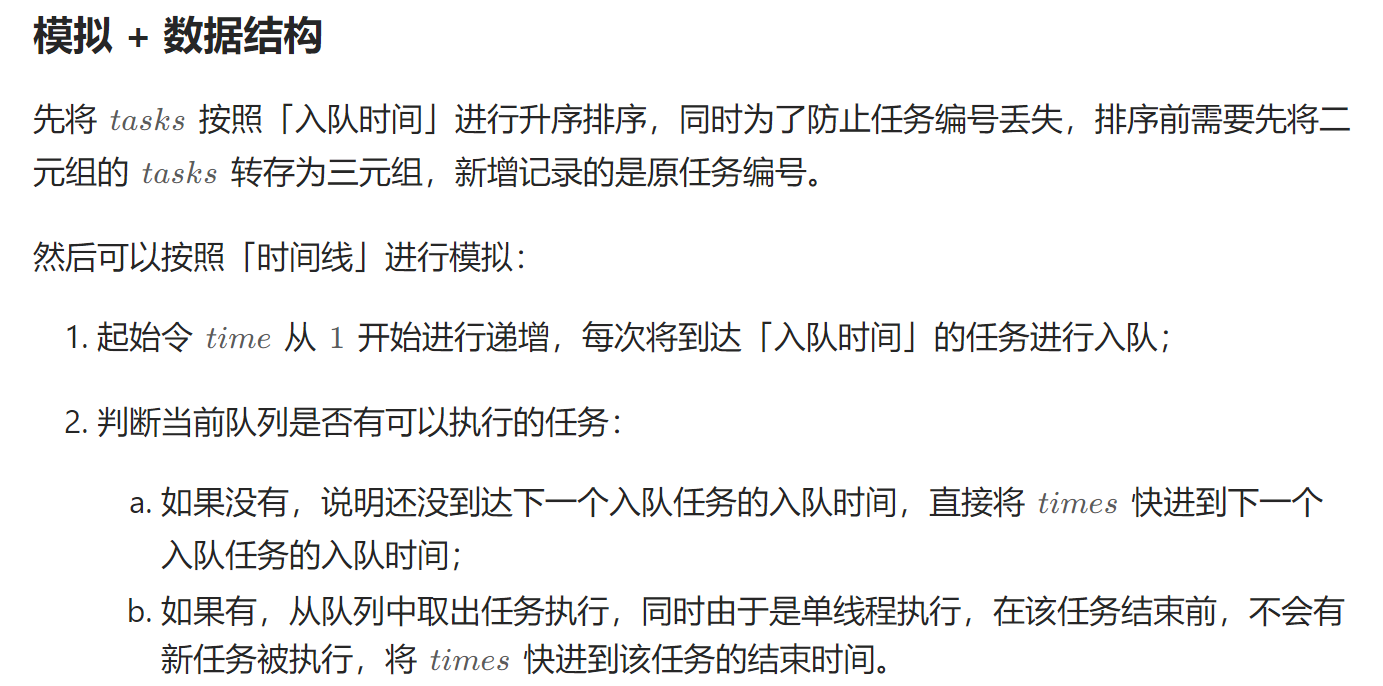 模拟 + 数据结构
先将 tasks 按照「入队时间」进行升序排序，同时为了防止任务编号丢失，排序前需要先将二
元组的 tasks 转存为三元组，新增记录的是原任务编号。
然后可以按照「时间线」进行模拟：
1. 起始令 time 从 1 开始进行递增，每次将到达「入队时间」的任务进行入队；
2. 判断当前队列是否有可以执行的任务：
a. 如果没有，说明还没到达下一个入队任务的入队时间，直接将 times 快进到下一个
入队任务的入队时间；
b. 如果有，从队列中取出任务执行，同时由于是单线程执行，在该任务结束前，不会有
新任务被执行，将 times 快进到该任务的结束时间。